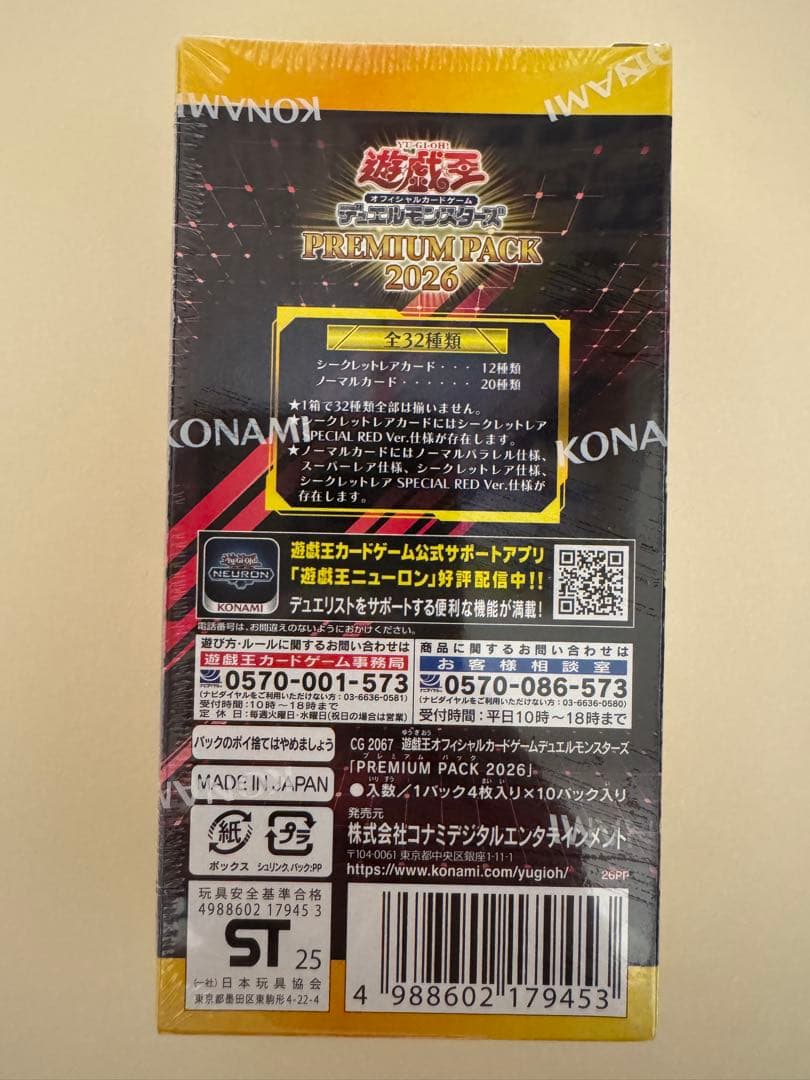 KONAMI
KONAMI
YU-GI-OH!
遊戯王
オフィシャルカードゲーム
デュエルモンスターズ
PREMIUM PACK
2026
全32種類
シークレットレアカード・・・ 12種類
ノーマルカード・・・・・・ 20種類
★1箱で32種類全部は揃いません。
★シークレットレアカードにはシークレットレア
SPECIAL RED Ver.仕様が存在します。
★ノーマルカードにはノーマルパラレル仕様、
スーパーレア仕様、シークレットレア仕様、
シークレットレア SPECIAL RED Ver.仕様が
存在します。
KONAMI
KONA
Yu-Gi-Oh!
NEURON
KONAMI
遊戯王カードゲーム公式サポートアプリ
「遊戯王ニューロン」好評配信中!!
デュエリストをサポートする便利な機能が満載!
電話番号は、お間違えのないようにおかけください。
遊び方・ルールに関するお問い合わせは
遊戯王カードゲーム事務局
0570-001-573
(ナビダイヤルをご利用いただけない方:03-6636-0581)
受付時間:10時〜18時まで
定休日:毎週火曜日・水曜日(祝日の場合は営業)
商品に関するお問い合わせは
お客様相談室
0570-086-573
(ナビダイヤルをご利用いただけない方:03-6636-0580)
受付時間:平日10時〜18時まで
パックのポイ捨てはやめましょう
MADE IN JAPAN
紙
ボックス
プラ
シュリンク、パック:PP
CG 2067 遊戯王オフィシャルカードゲームデュエルモンスターズ
ゆうぎおう
プレミアム パック
「PREMIUM PACK 2026」
いりすう まい い
●入数/1パック4枚入り×10パック入り
発売元
株式会社コナミデジタルエンタテインメント
〒104-0061 東京都中央区銀座1-11-1
https://www.konami.com/yugioh/
26PP
玩具安全基準合格
4988602 17945 3
ST 25
(一社)日本玩具協会
東京都墨田区東駒形4-22-4
4 988602 179453